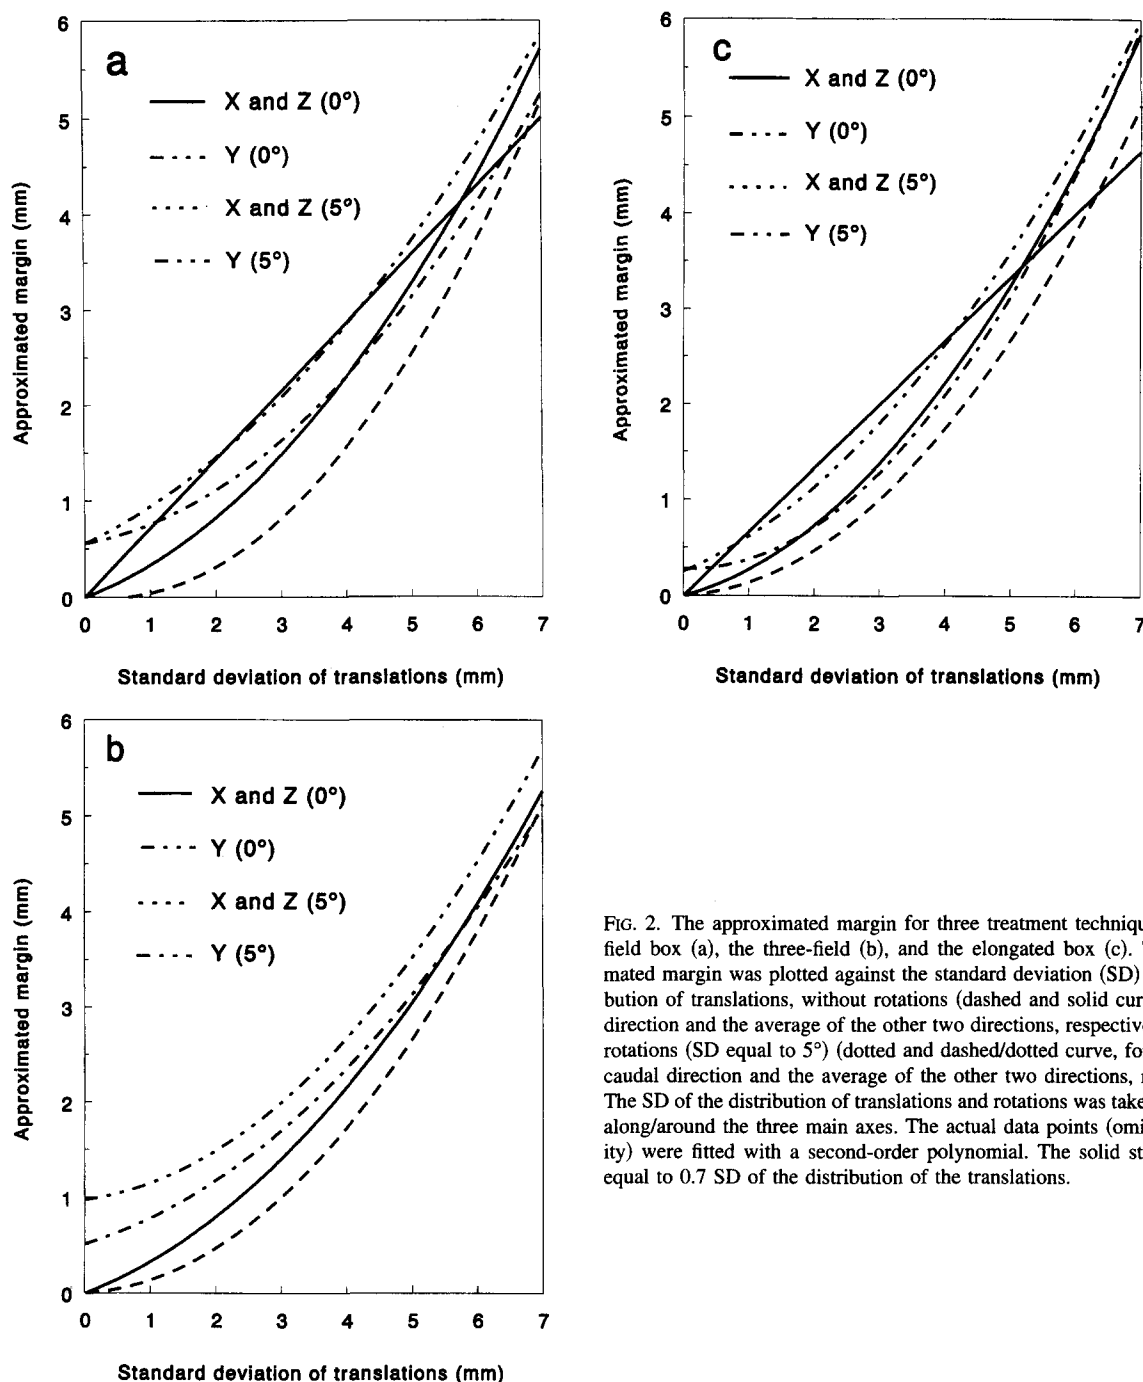 a
X and Z (0°)
Y (0°)
X and Z (5°)
Y (5°)
Approximated margin (mm)
6
5
4
3
2
1
0
0 1 2 3 4 5 6 7
Standard deviation of translations (mm)
c
X and Z (0°)
Y (0°)
X and Z (5°)
Y (5°)
Approximated margin (mm)
6
5
4
3
2
1
0
0 1 2 3 4 5 6 7
Standard deviation of translations (mm)
b
X and Z (0°)
Y (0°)
X and Z (5°)
Y (5°)
Approximated margin (mm)
6
5
4
3
2
1
0
0 1 2 3 4 5 6 7
Standard deviation of translations (mm)
FIG. 2. The approximated margin for three treatment techniqu
field box (a), the three-field (b), and the elongated box (c).
mated margin was plotted against the standard deviation (SD)
bution of translations, without rotations (dashed and solid cur
direction and the average of the other two directions, respective
rotations (SD equal to 5°) (dotted and dashed/dotted curve, fo
caudal direction and the average of the other two directions,
The SD of the distribution of translations and rotations was take
along/around the three main axes. The actual data points (omi
ity) were fitted with a second-order polynomial. The solid st
equal to 0.7 SD of the distribution of the translations.